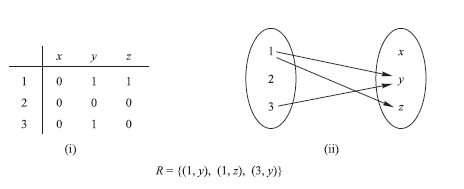 x y z
1 0 1 1
2 0 0 0
3 0 1 0
(i)
1 x
2 y
3 z
(ii)
R = {(1, y), (1, z), (3, y)}